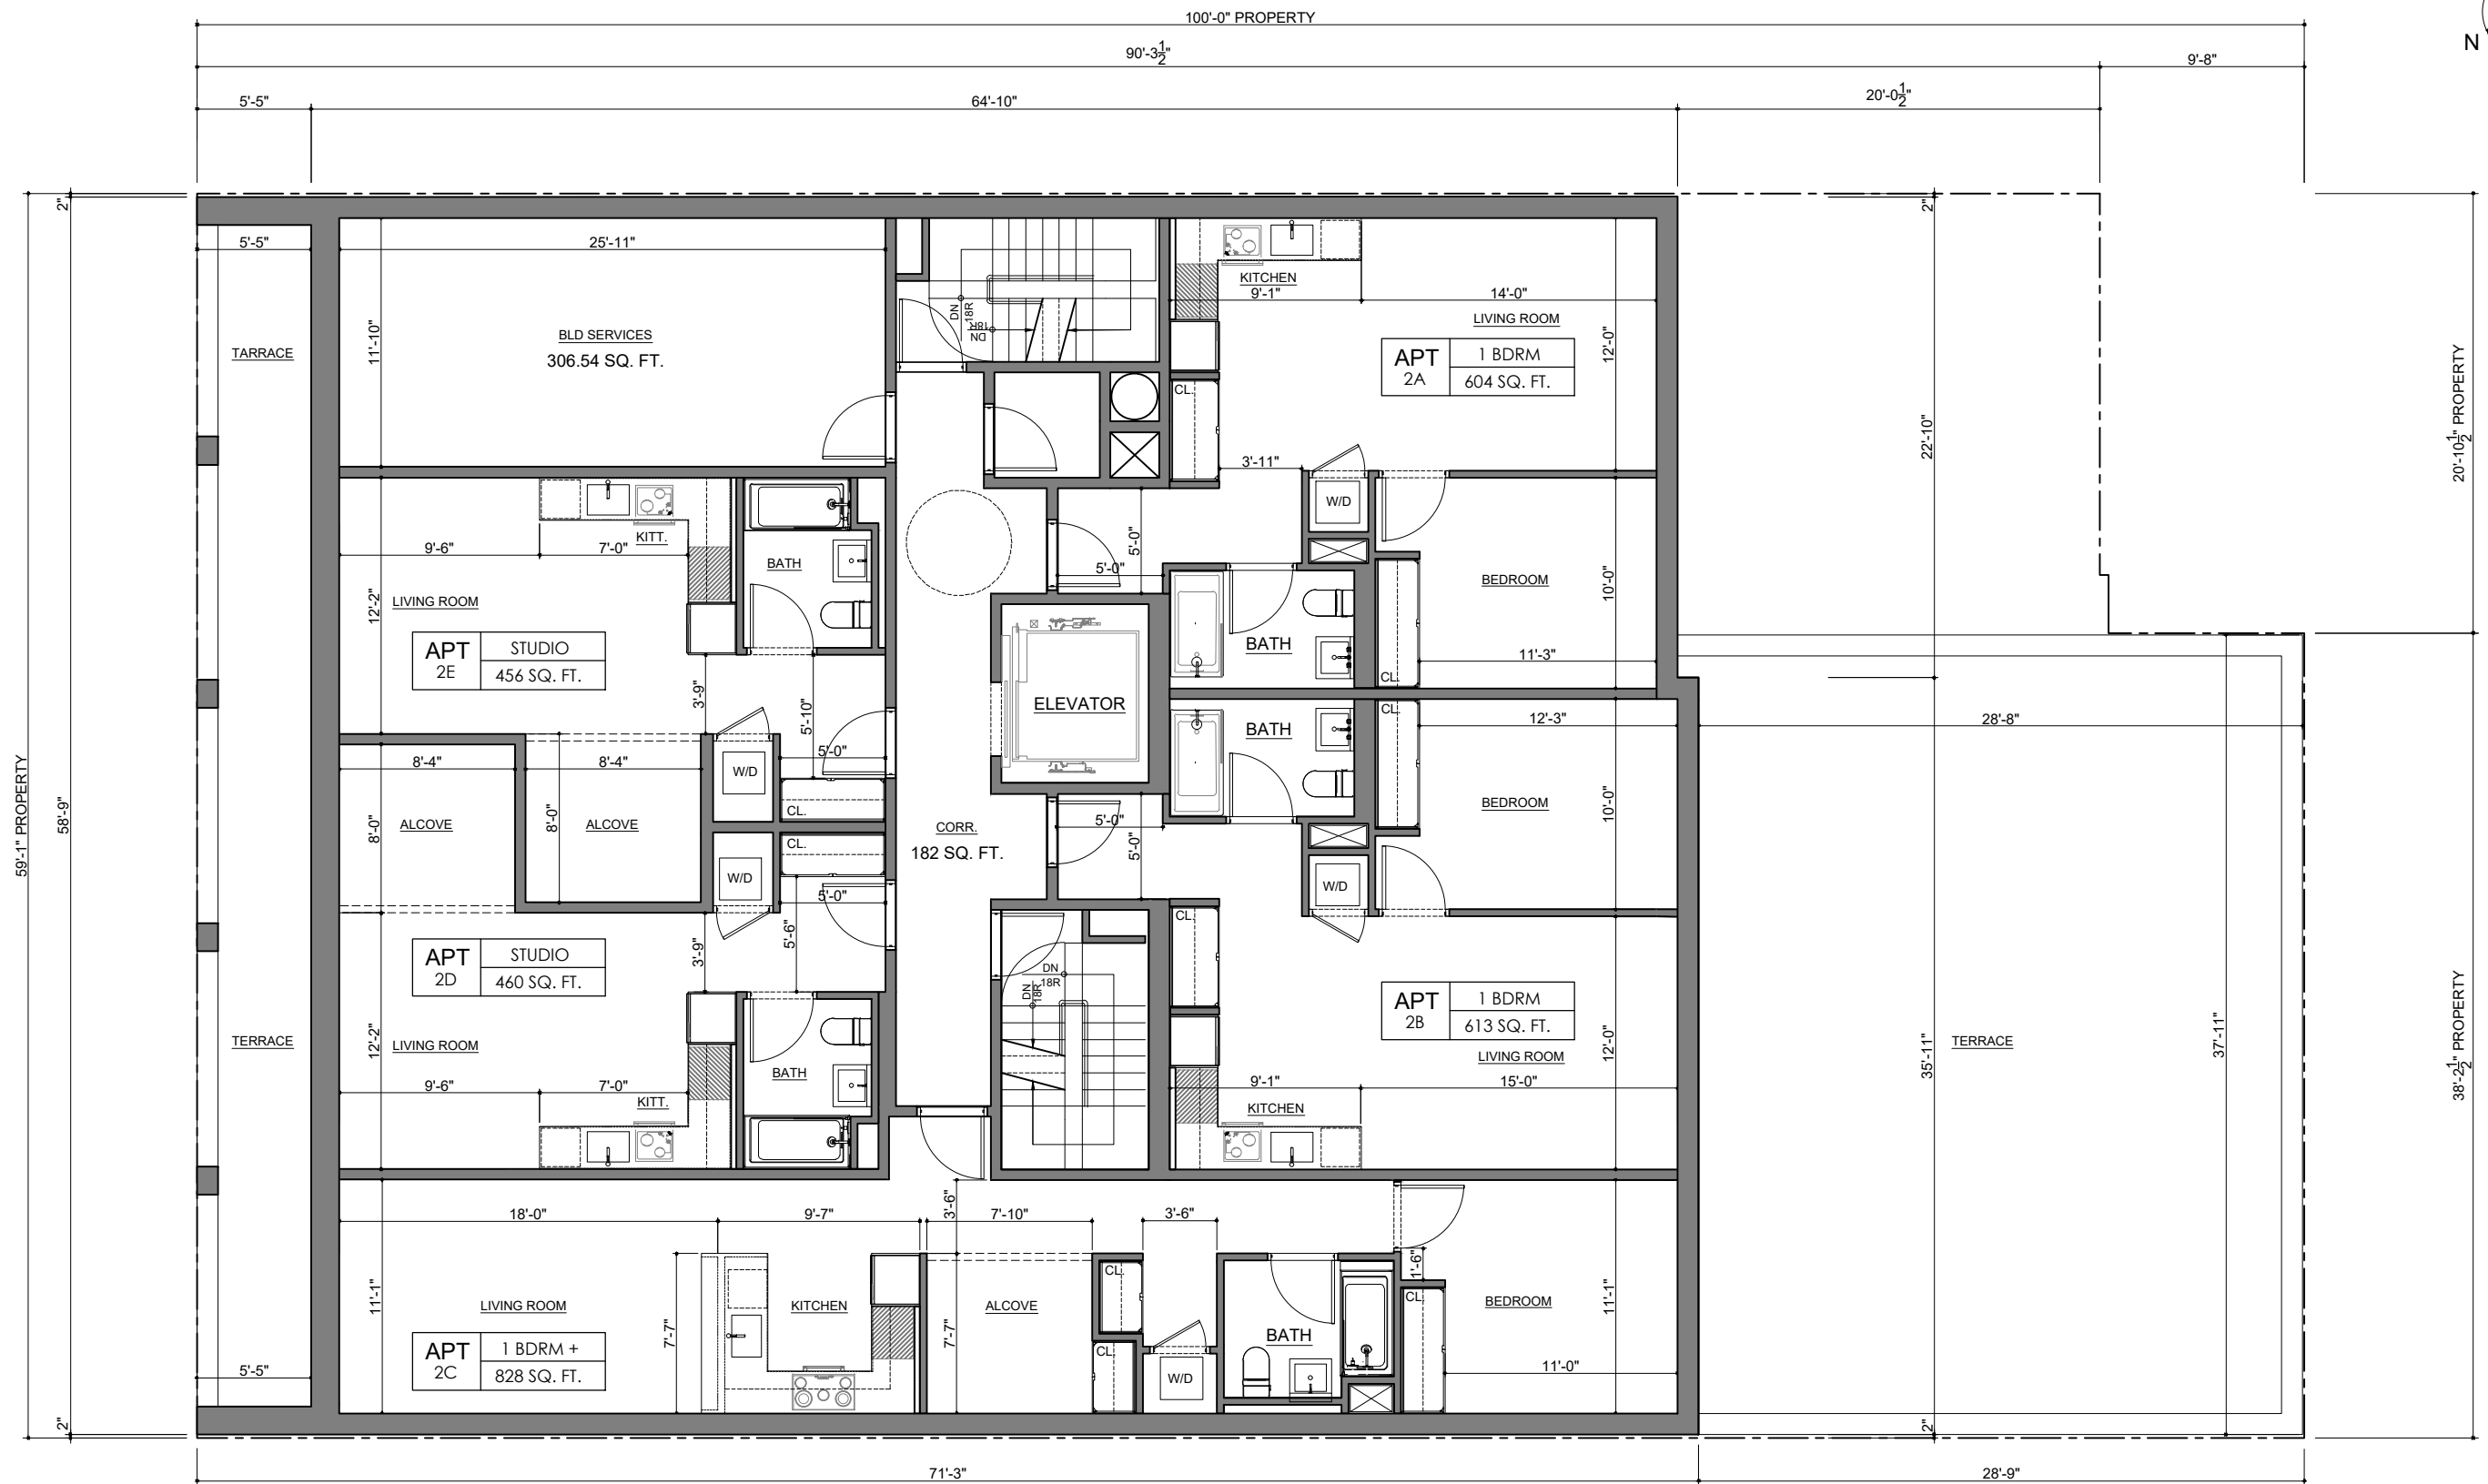 100'-0" PROPERTY
N
90'-3 1/2"
9'-8"
5'-5"
64'-10"
20'-0 1/2"
2"
2"
5'-5"
25'-11"
KITCHEN
9'-1"
14'-0"
LIVING ROOM
DN
18R
DN
18R
BLD SERVICES
306.54 SQ. FT.
11'-10"
TARRACE
12'-0"
APT
2A
1 BDRM
604 SQ. FT.
CL.
20'-10 1/2" PROPERTY
22'-10"
3'-11"
W/D
KITT.
9'-6"
7'-0"
BATH
5'-0"
5'-0"
BEDROOM
10'-0"
LIVING ROOM
12'-2"
APT
2E
STUDIO
456 SQ. FT.
BATH
11'-3"
CL.
3'-9"
5'-10"
ELEVATOR
CL.
12'-3"
28'-8"
BATH
5'-0"
8'-4"
8'-4"
W/D
59'-1" PROPERTY
58'-9"
8'-0"
ALCOVE
8'-0"
ALCOVE
CL.
CORR.
182 SQ. FT.
5'-0"
5'-0"
BEDROOM
10'-0"
CL.
W/D
5'-0"
W/D
CL.
5'-6"
3'-9"
APT
2D
STUDIO
460 SQ. FT.
DN
18R
DN
18R
APT
2B
1 BDRM
613 SQ. FT.
TERRACE
12'-2"
LIVING ROOM
LIVING ROOM
12'-0"
TERRACE
35'-11"
37'-11"
38'-2 1/2" PROPERTY
9'-6"
7'-0"
BATH
KITT.
9'-1"
15'-0"
KITCHEN
3'-6"
18'-0"
9'-7"
7'-10"
3'-6"
1'-6"
CL.
CL.
11'-1"
LIVING ROOM
KITCHEN
ALCOVE
BEDROOM
11'-1"
7'-7"
7'-7"
BATH
CL.
APT
2C
1 BDRM +
828 SQ. FT.
5'-5"
W/D
11'-0"
2"
2"
71'-3"
28'-9"